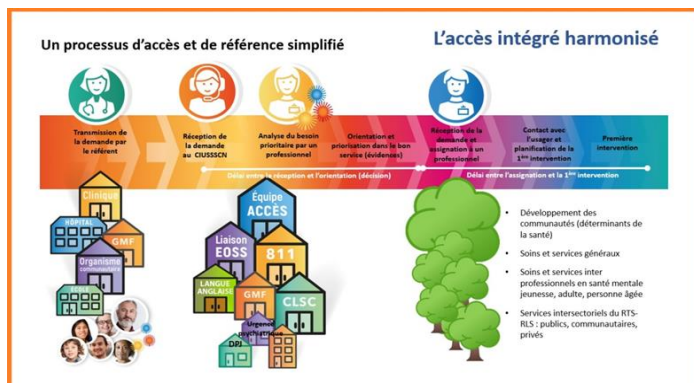 Un processus d'accès et de référence simplifié
L'accès intégré harmonisé
Transmission de
la demande par
le référent
Réception de
la demande
au CIUSSSCN
Analyse du besoin
prioritaire par un
professionnel
Orientation et
priorisation dans le bon
service (évidences)
Réception de la
demande et
assignation à un
professionnel
Contact avec
l'usager et
planification de la
1ère intervention
Première
intervention
Délai entre la réception et l'orientation (décision)
Délai entre l'assignation et la 1ère intervention
Clinique
HÔPITAL
GMF
Organisme
communautaire
ÉCOLE
Équipe
ACCÈS
Liaison
EOSS
811
LANGUE
ANGLAISE
GMF
CLSC
Urgence
psychiatrique
DPJ
• Développement des
communautés (déterminants de
la santé)
• Soins et services généraux
• Soins et services inter
professionnels en santé mentale
jeunesse, adulte, personne âgée
• Services intersectoriels du RTS-
RLS : publics, communautaires,
privés